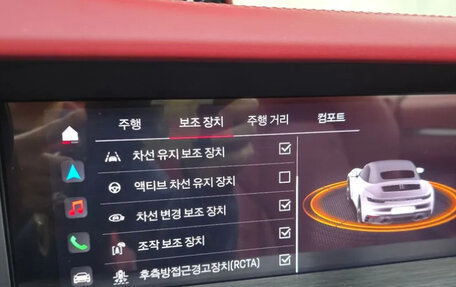 주행 보조 장치 주행 거리 컴포트
차선 유지 보조 장치
액티브 차선 유지 장치
차선 변경 보조 장치
조작 보조 장치
후측방접근경고장치(RCTA)